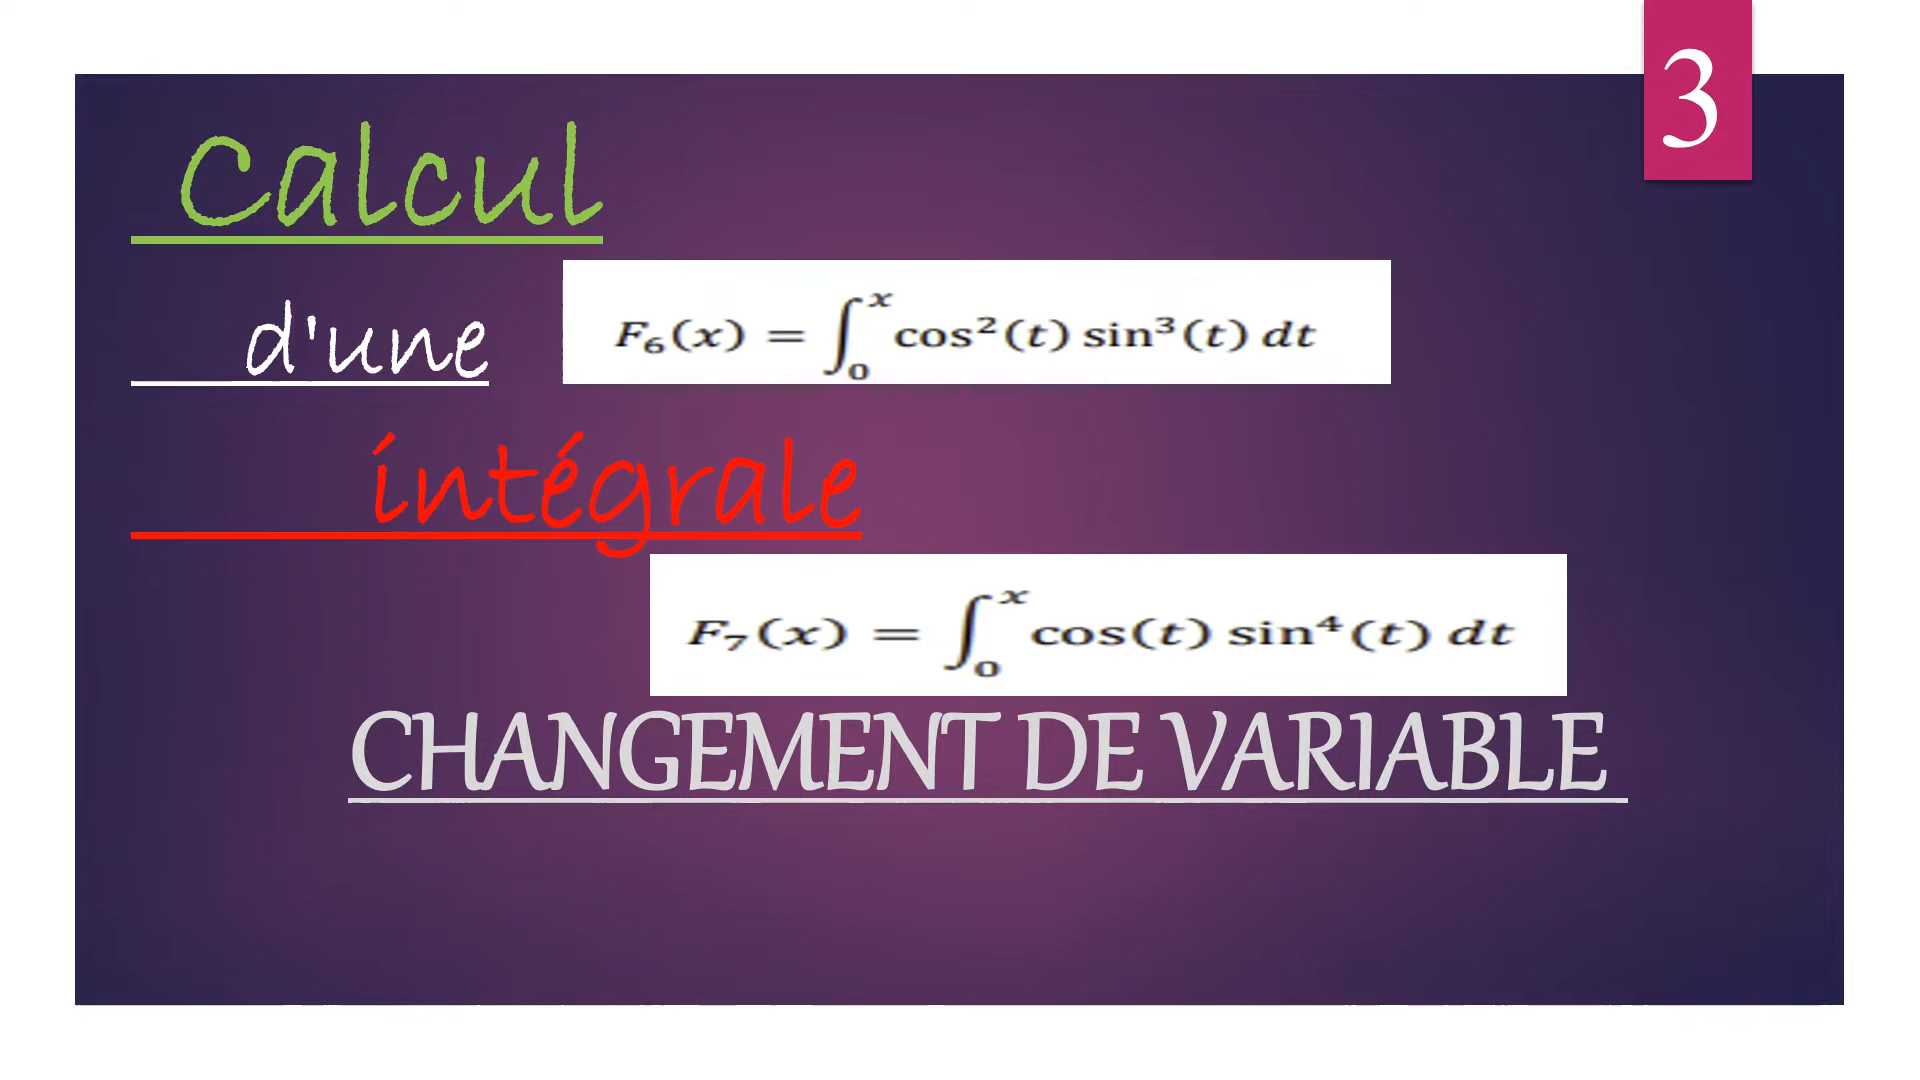 3
Calcul
d'une
F₆(x) = ∫₀ˣ cos²(t) sin³(t) dt
intégrale
F₇(x) = ∫₀ˣ cos(t) sin⁴(t) dt
CHANGEMENT DE VARIABLE